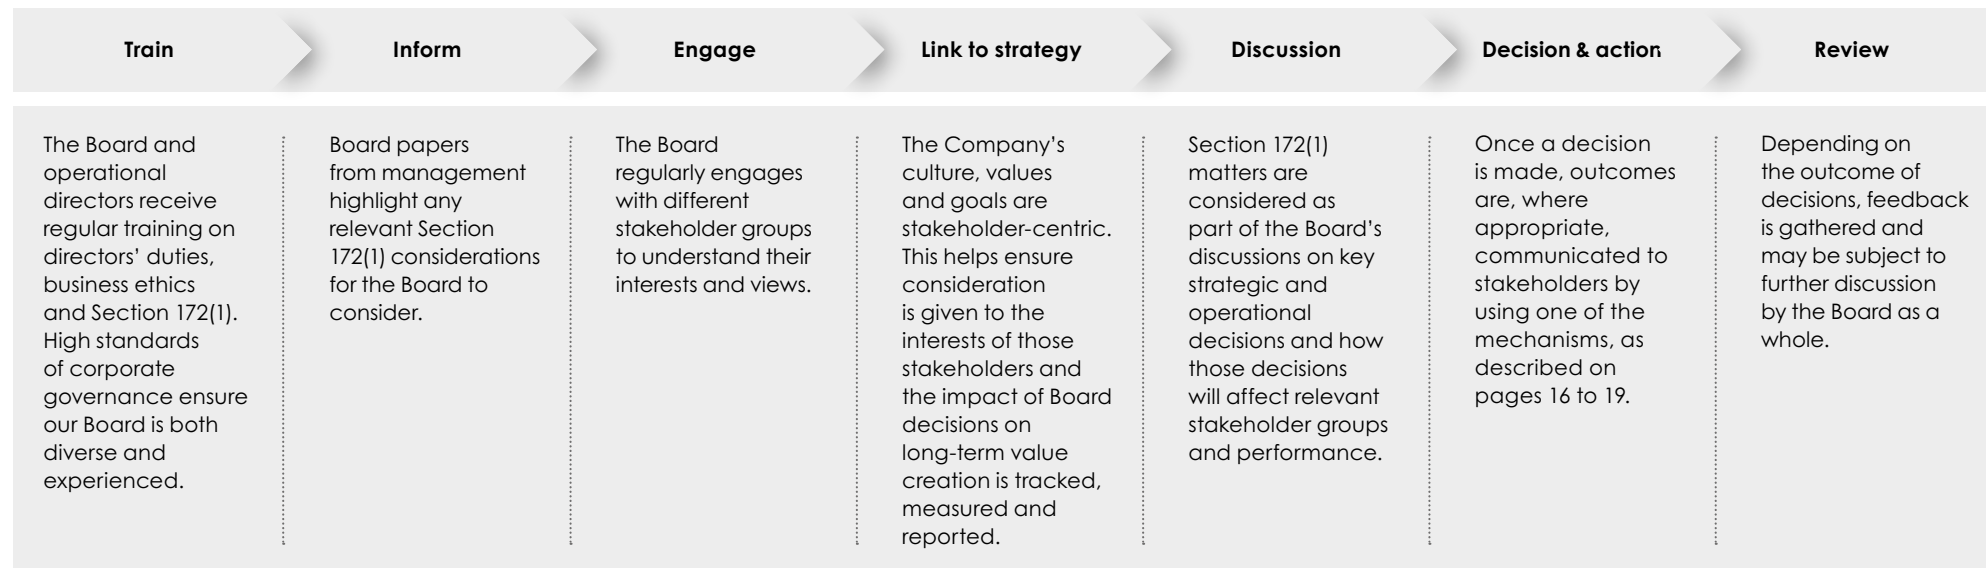 Train
Inform
Engage
Link to strategy
Discussion
Decision & action
Review
The Board and
operational
directors receive
regular training on
directors’ duties,
business ethics
and Section 172(1).
High standards
of corporate
governance ensure
our Board is both
diverse and
experienced.
Board papers
from management
highlight any
relevant Section
172(1) considerations
for the Board to
consider.
The Board
regularly engages
with different
stakeholder groups
to understand their
interests and views.
The Company’s
culture, values
and goals are
stakeholder-centric.
This helps ensure
consideration
is given to the
interests of those
stakeholders and
the impact of Board
decisions on
long-term value
creation is tracked,
measured and
reported.
Section 172(1)
matters are
considered as
part of the Board’s
discussions on key
strategic and
operational
decisions and how
those decisions
will affect relevant
stakeholder groups
and performance.
Once a decision
is made, outcomes
are, where
appropriate,
communicated to
stakeholders by
using one of the
mechanisms, as
described on
pages 16 to 19.
Depending on
the outcome of
decisions, feedback
is gathered and
may be subject to
further discussion
by the Board as a
whole.